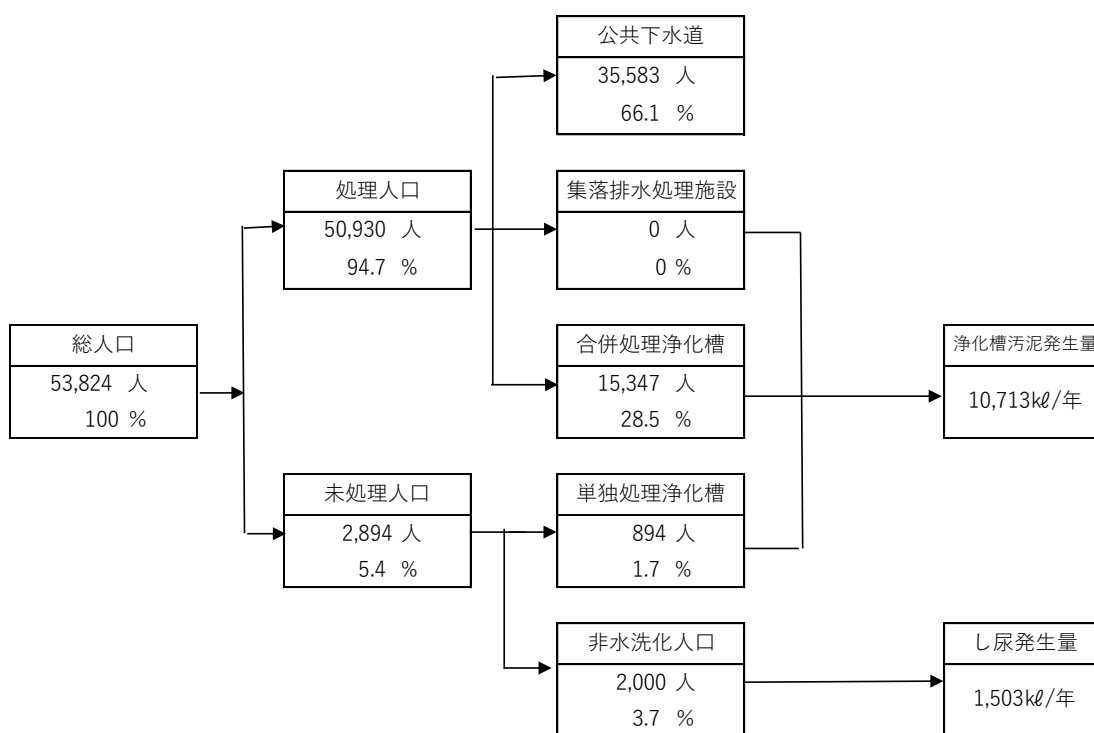 公共下水道
35,583 人
66.1 %
処理人口
50,930 人
94.7 %
集落排水処理施設
0 人
0 %
総人口
53,824 人
100 %
合併処理浄化槽
15,347 人
28.5 %
浄化槽汚泥発生量
10,713kℓ/年
未処理人口
2,894 人
5.4 %
単独処理浄化槽
894 人
1.7 %
非水洗化人口
2,000 人
3.7 %
し尿発生量
1,503kℓ/年